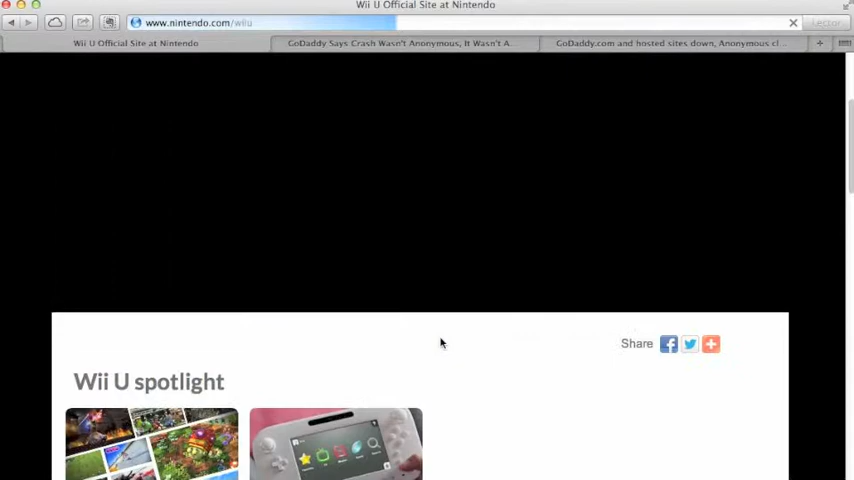 Wii U Official Site at Nintendo
www.nintendo.com/wiiu
Lector
Wii U Official Site at Nintendo
GoDaddy Says Crash Wasn't Anonymous, It Wasn't A...
GoDaddy.com and hosted sites down, Anonymous cl...
Share
Wii U spotlight